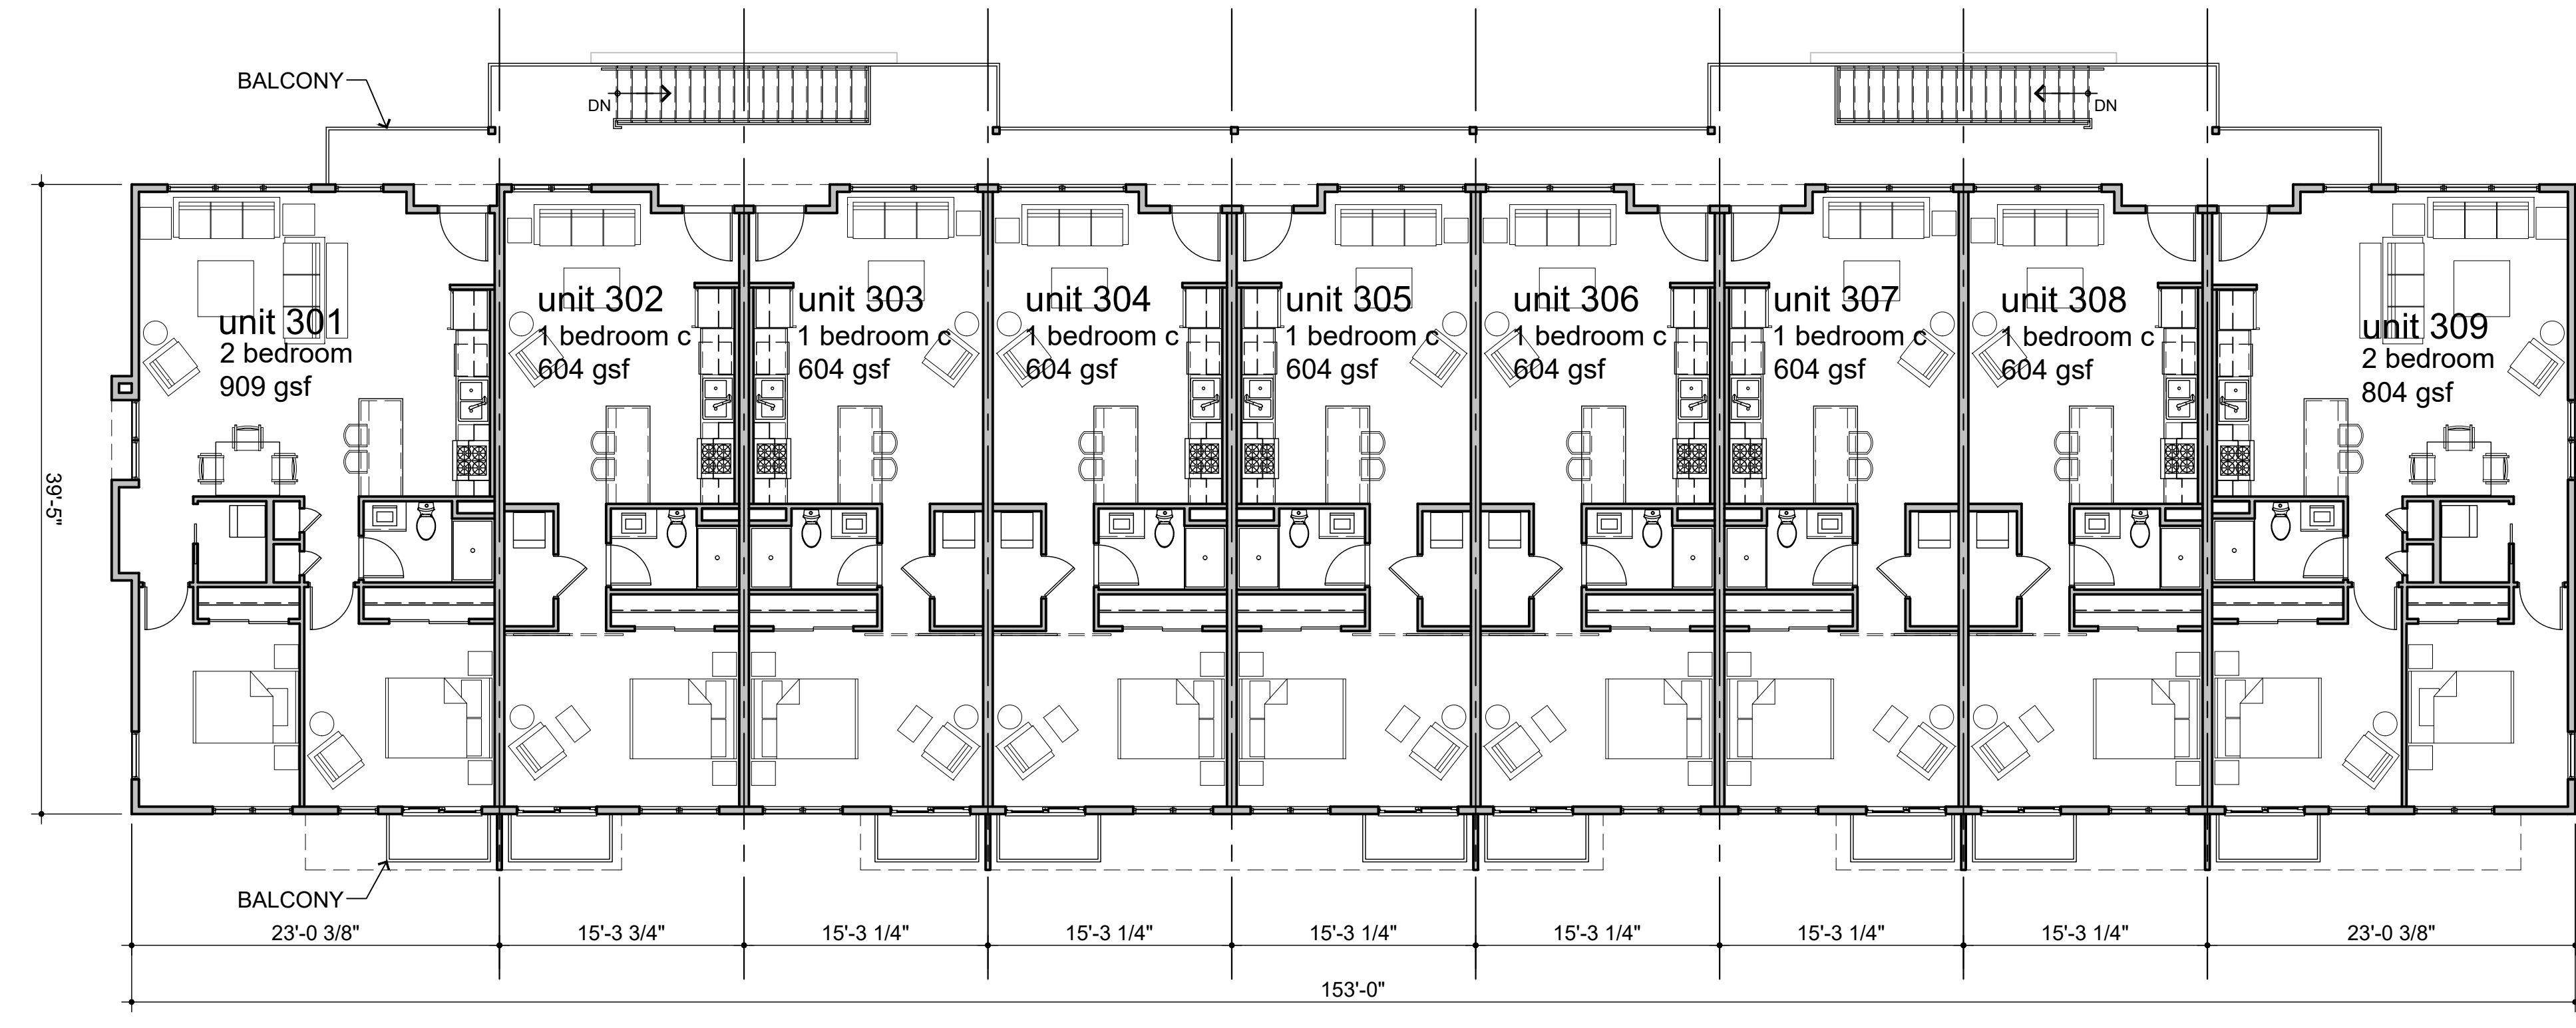 BALCONY
DN
DN
unit 301
2 bedroom
909 gsf
unit 302
1 bedroom c
604 gsf
unit 303
1 bedroom c
604 gsf
unit 304
1 bedroom c
604 gsf
unit 305
1 bedroom c
604 gsf
unit 306
1 bedroom c
604 gsf
unit 307
1 bedroom c
604 gsf
unit 308
1 bedroom c
604 gsf
unit 309
2 bedroom
804 gsf
39'-5"
BALCONY
23'-0 3/8"
15'-3 3/4"
15'-3 1/4"
15'-3 1/4"
15'-3 1/4"
15'-3 1/4"
15'-3 1/4"
15'-3 1/4"
23'-0 3/8"
153'-0"